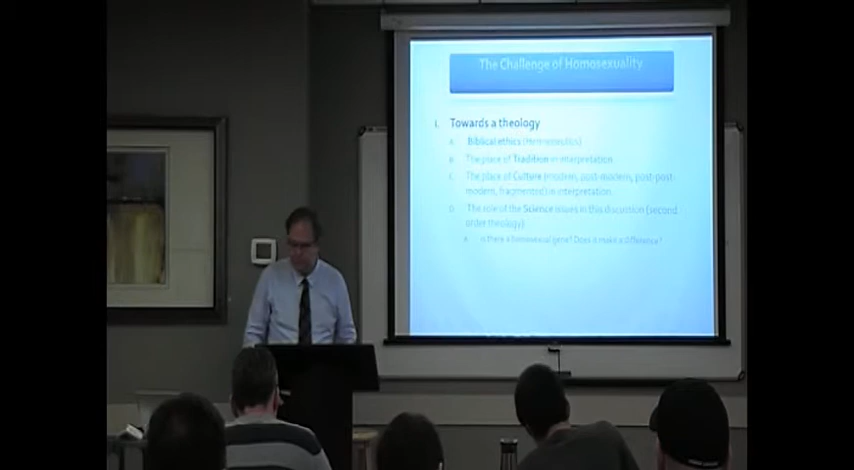 The Challenge of Homosexuality
I. Towards a theology
A. Biblical ethics (Hermeneutics)
B. The place of Tradition in interpretation
C. The place of Culture (modern, post-modern, post-post-
modern, fragmented) in interpretation
D. The role of the Science issues in this discussion (second
order theology)
a. Is there a homosexual gene? Does it make a difference?